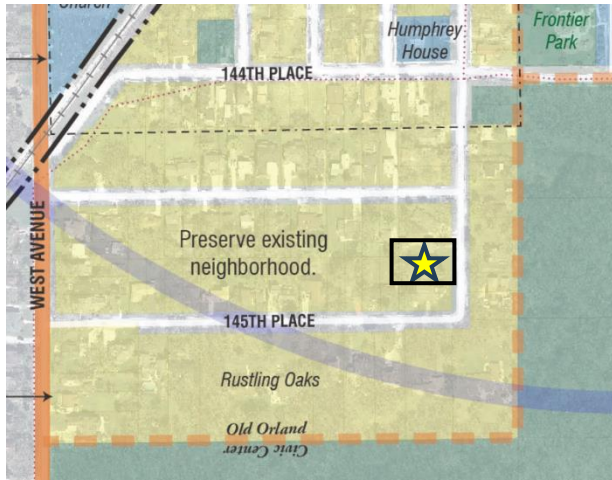 Church
Humphrey
House
Frontier
Park
144TH PLACE
WEST AVENUE
Preserve existing
neighborhood.
145TH PLACE
Rustling Oaks
Old Orland
Civic Center